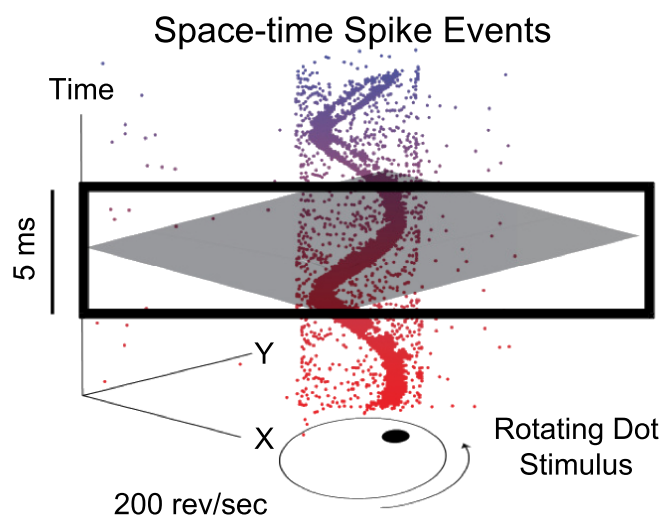 Space-time Spike Events
Time
5 ms
Y
X
Rotating Dot
Stimulus
200 rev/sec